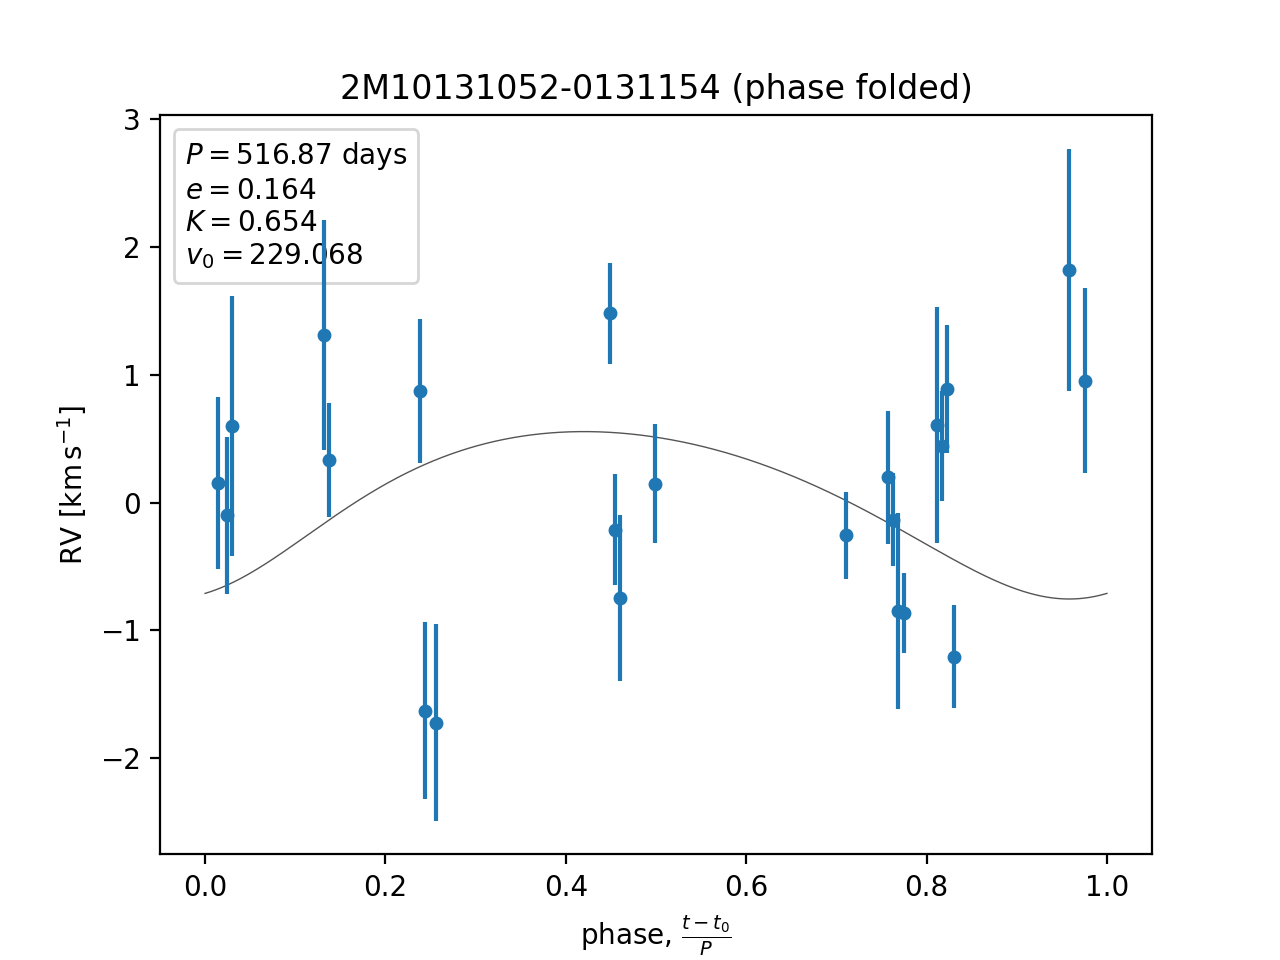 2M10131052-0131154 (phase folded)
P = 516.87 days
e = 0.164
K = 0.654
v₀ = 229.068
3
2
1
0
−1
−2
RV [km s⁻¹]
0.0 0.2 0.4 0.6 0.8 1.0
phase, (t − t₀)/P